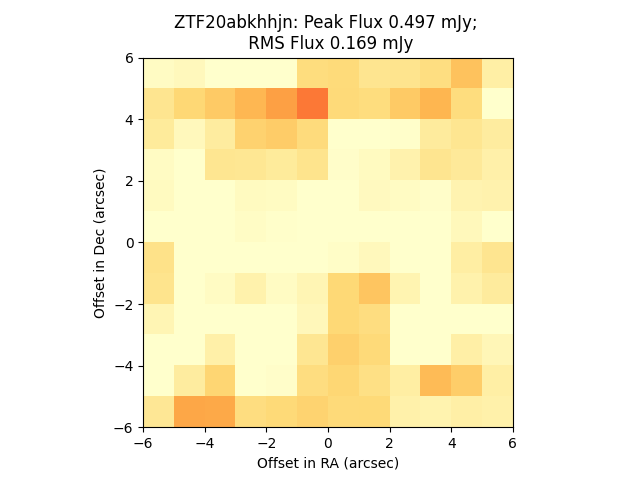 ZTF20abkhhjn: Peak Flux 0.497 mJy;
RMS Flux 0.169 mJy
6
4
2
0
−2
−4
−6
Offset in Dec (arcsec)
−6 −4 −2 0 2 4 6
Offset in RA (arcsec)